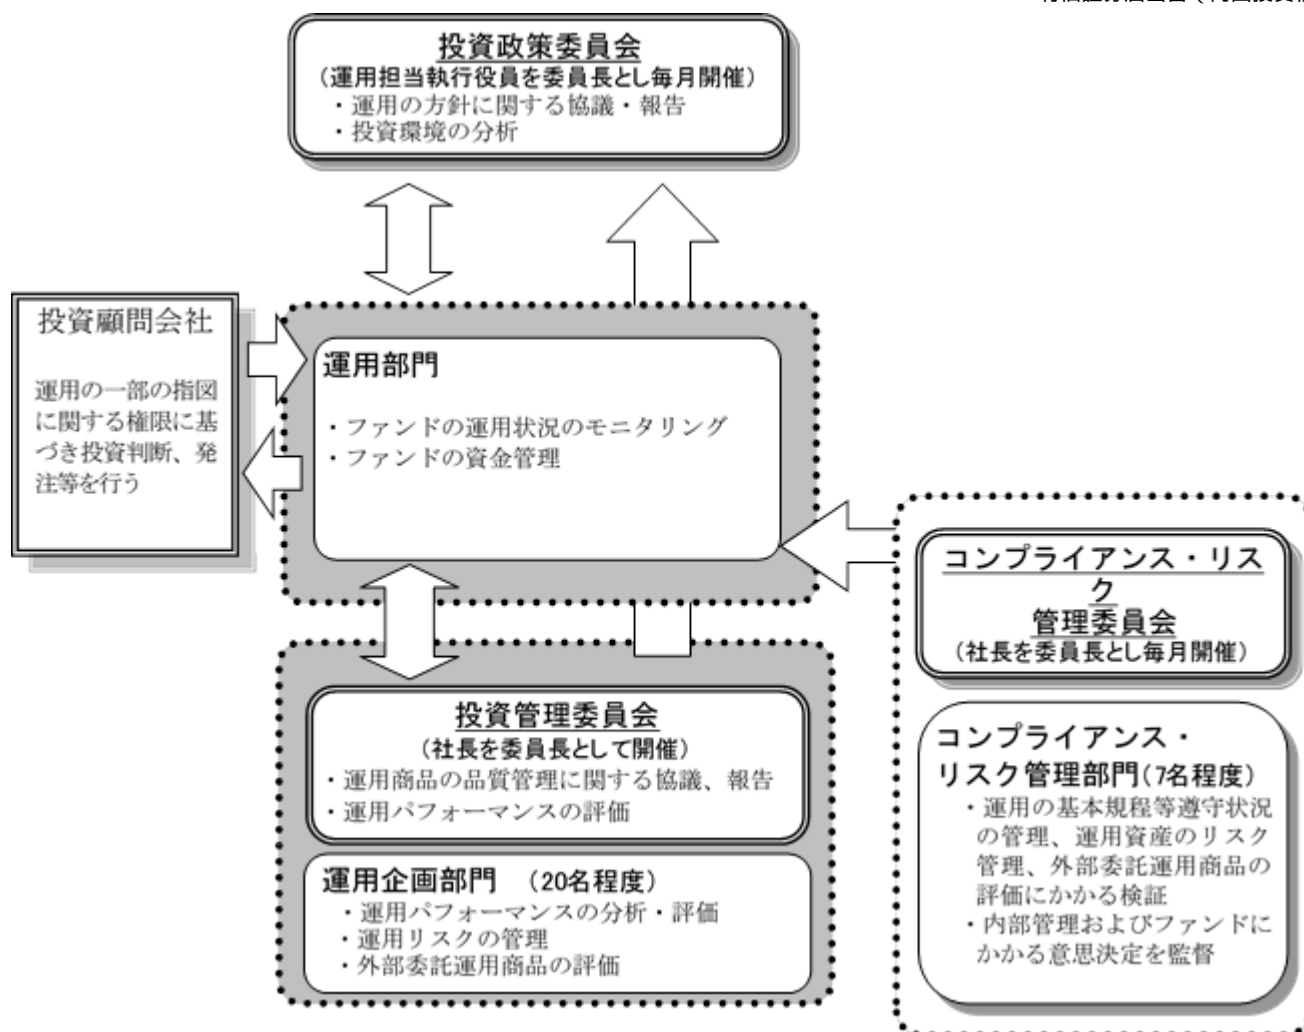 投資政策委員会
(運用担当執行役員を委員長とし毎月開催)
・運用の方針に関する協議・報告
・投資環境の分析
投資顧問会社
運用の一部の指図
に関する権限に基
づき投資判断、発
注等を行う
運用部門
・ファンドの運用状況のモニタリング
・ファンドの資金管理
コンプライアンス・リス
ク
管理委員会
(社長を委員長とし毎月開催)
投資管理委員会
(社長を委員長として開催)
・運用商品の品質管理に関する協議、報告
・運用パフォーマンスの評価
運用企画部門 (20名程度)
・運用パフォーマンスの分析・評価
・運用リスクの管理
・外部委託運用商品の評価
コンプライアンス・
リスク管理部門(7名程度)
・運用の基本規程等遵守状況
の管理、運用資産のリスク
管理、外部委託運用商品の
評価にかかる検証
・内部管理およびファンドに
かかる意思決定を監督